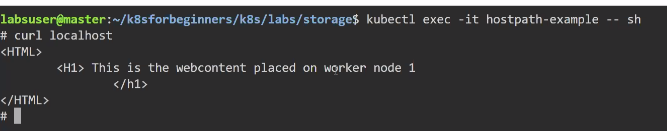 labsuser@master:~/k8sforbeginners/k8s/labs/storage$ kubectl exec -it hostpath-example -- sh
# curl localhost
<HTML>
        <H1> This is the webcontent placed on worker node 1
                </h1>
</HTML>
#